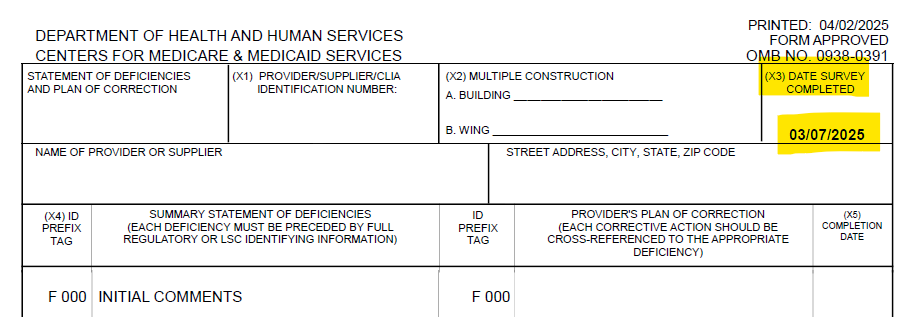 DEPARTMENT OF HEALTH AND HUMAN SERVICES
CENTERS FOR MEDICARE & MEDICAID SERVICES
PRINTED: 04/02/2025
FORM APPROVED
OMB NO. 0938-0391
STATEMENT OF DEFICIENCIES
AND PLAN OF CORRECTION
(X1) PROVIDER/SUPPLIER/CLIA
IDENTIFICATION NUMBER:
(X2) MULTIPLE CONSTRUCTION
A. BUILDING
B. WING
(X3) DATE SURVEY
COMPLETED
03/07/2025
NAME OF PROVIDER OR SUPPLIER
STREET ADDRESS, CITY, STATE, ZIP CODE
(X4) ID
PREFIX
TAG
SUMMARY STATEMENT OF DEFICIENCIES
(EACH DEFICIENCY MUST BE PRECEDED BY FULL
REGULATORY OR LSC IDENTIFYING INFORMATION)
ID
PREFIX
TAG
PROVIDER'S PLAN OF CORRECTION
(EACH CORRECTIVE ACTION SHOULD BE
CROSS-REFERENCED TO THE APPROPRIATE
DEFICIENCY)
(X5)
COMPLETION
DATE
F 000
INITIAL COMMENTS
F 000